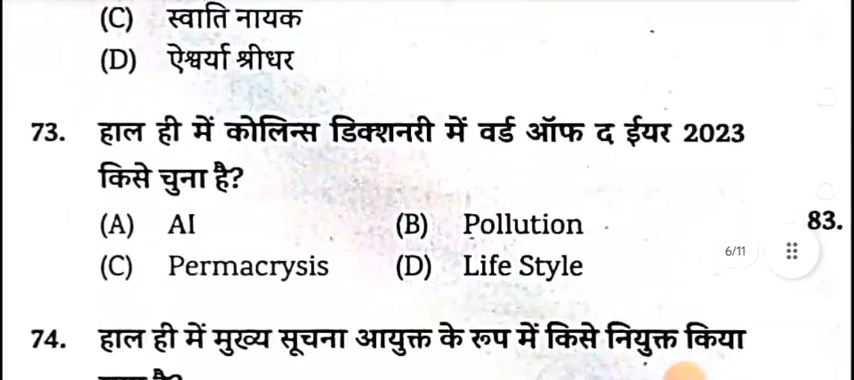 (C) स्वाति नायक
(D) ऐश्वर्या श्रीधर
73. हाल ही में कोलिन्स डिक्शनरी में वर्ड ऑफ द ईयर 2023
किसे चुना है?
(A) AI (B) Pollution
83.
(C) Permacrysis (D) Life Style
6/11
74. हाल ही में मुख्य सूचना आयुक्त के रूप में किसे नियुक्त किया